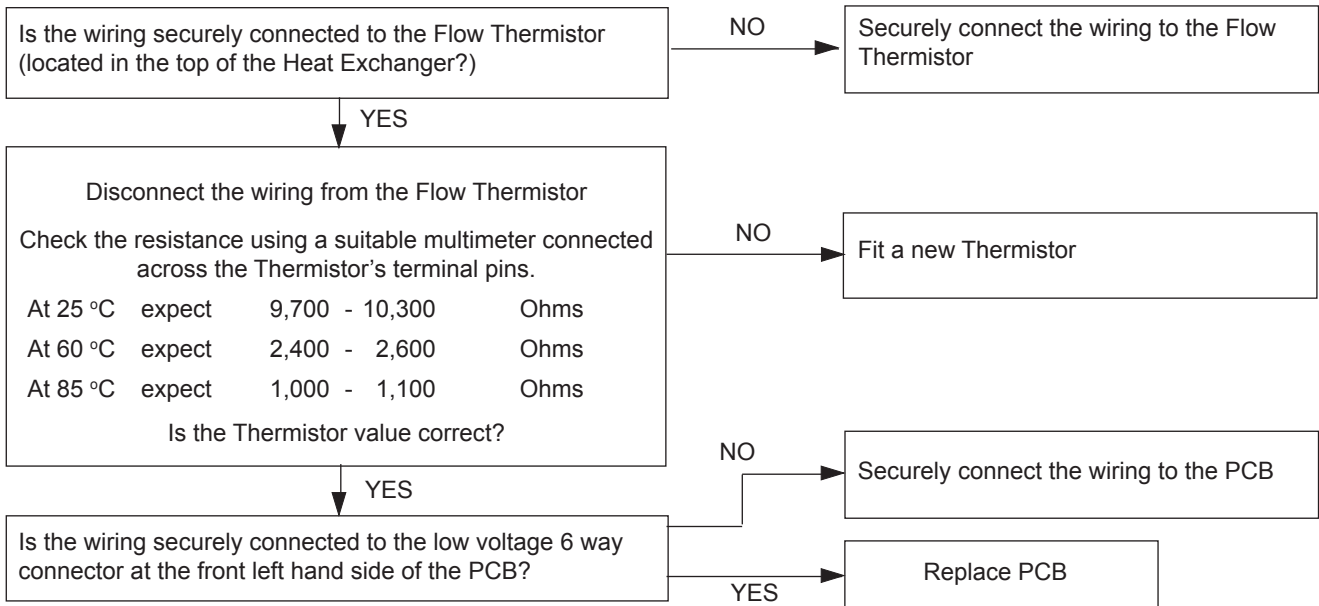 Is the wiring securely connected to the Flow Thermistor
(located in the top of the Heat Exchanger?)
NO
Securely connect the wiring to the Flow
Thermistor
YES
Disconnect the wiring from the Flow Thermistor
Check the resistance using a suitable multimeter connected
across the Thermistor's terminal pins.
At 25 °C expect 9,700 - 10,300 Ohms
At 60 °C expect 2,400 - 2,600 Ohms
At 85 °C expect 1,000 - 1,100 Ohms
Is the Thermistor value correct?
NO
Fit a new Thermistor
YES
Is the wiring securely connected to the low voltage 6 way
connector at the front left hand side of the PCB?
NO
Securely connect the wiring to the PCB
YES
Replace PCB